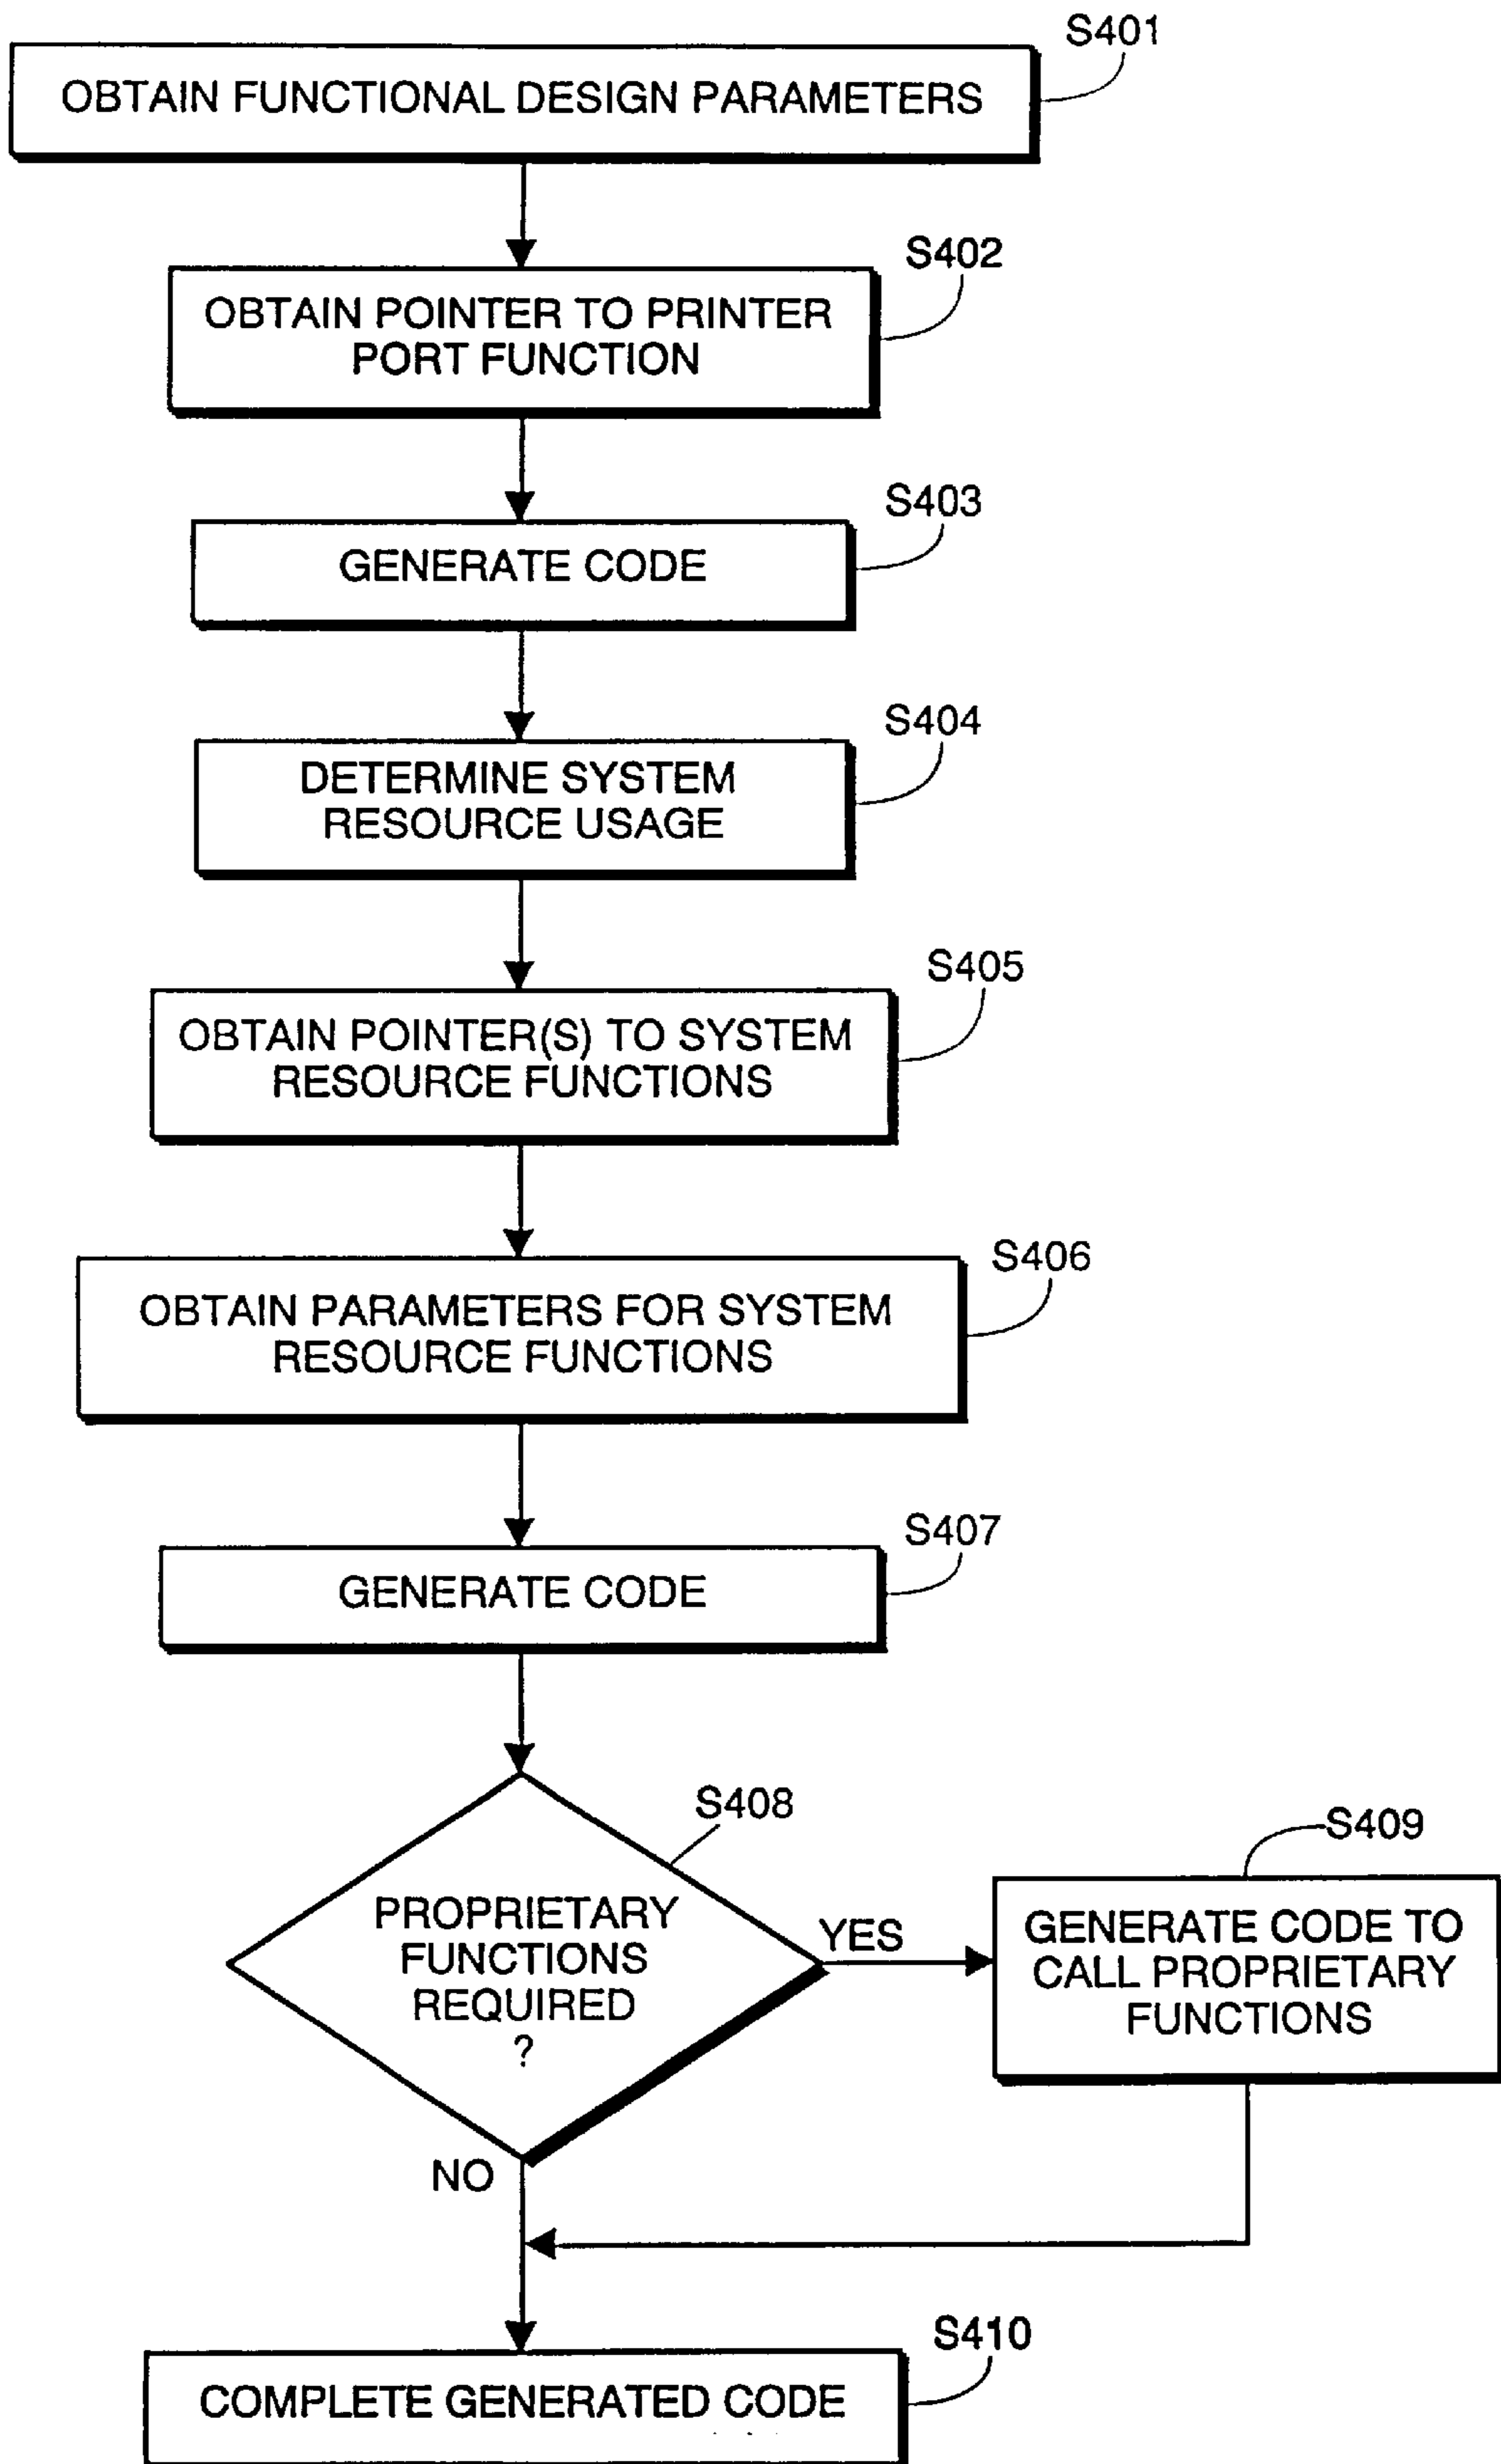 S401
OBTAIN FUNCTIONAL DESIGN PARAMETERS
S402
OBTAIN POINTER TO PRINTER
PORT FUNCTION
S403
GENERATE CODE
S404
DETERMINE SYSTEM
RESOURCE USAGE
S405
OBTAIN POINTER(S) TO SYSTEM
RESOURCE FUNCTIONS
S406
OBTAIN PARAMETERS FOR SYSTEM
RESOURCE FUNCTIONS
S407
GENERATE CODE
S408
PROPRIETARY
FUNCTIONS
REQUIRED
?
YES
S409
GENERATE CODE TO
CALL PROPRIETARY
FUNCTIONS
NO
S410
COMPLETE GENERATED CODE